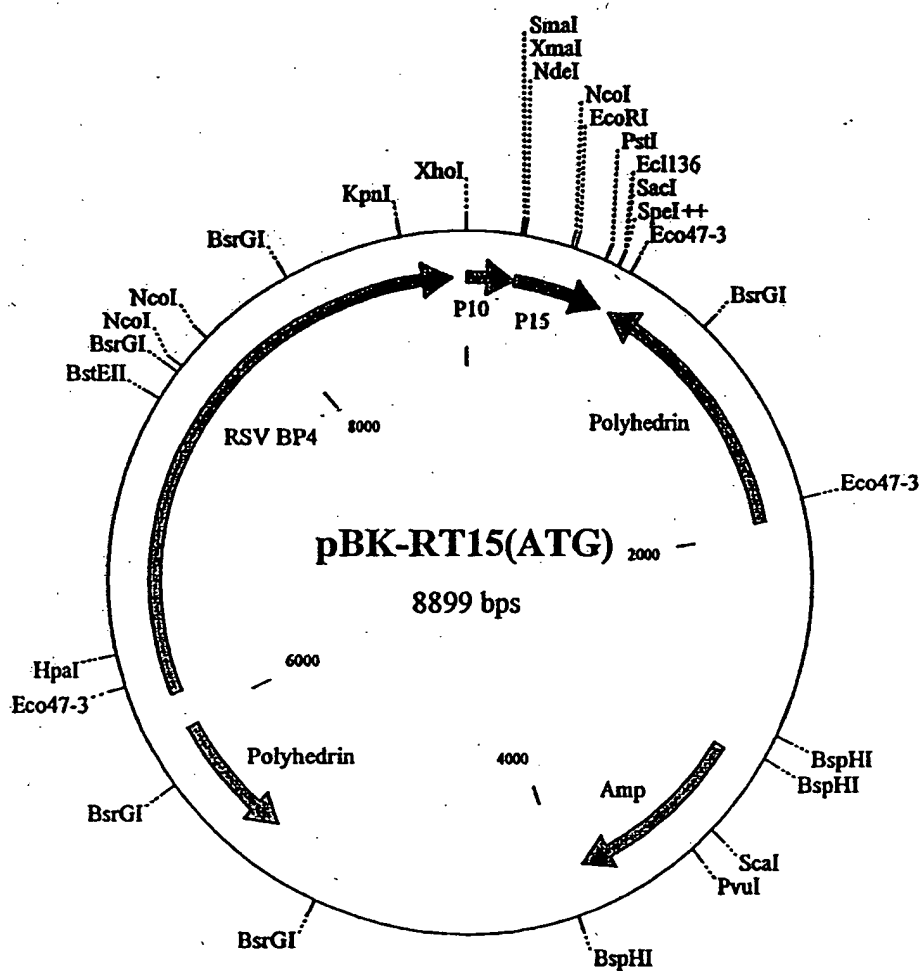 SmaI
XmaI
NdeI
NcoI
EcoRI
PstI
Ecl136
SacI
SpeI++
Eco47-3
XhoI
KpnI
BsrGI
BsrGI
NcoI
NcoI
BsrGI
BstEII
P10
P15
Polyhedrin
RSV BP4
8000
Eco47-3
pBK-RT15(ATG)
2000
8899 bps
HpaI
6000
Eco47-3
Polyhedrin
4000
Amp
BspHI
BspHI
BsrGI
ScaI
PvuI
BsrGI
BspHI